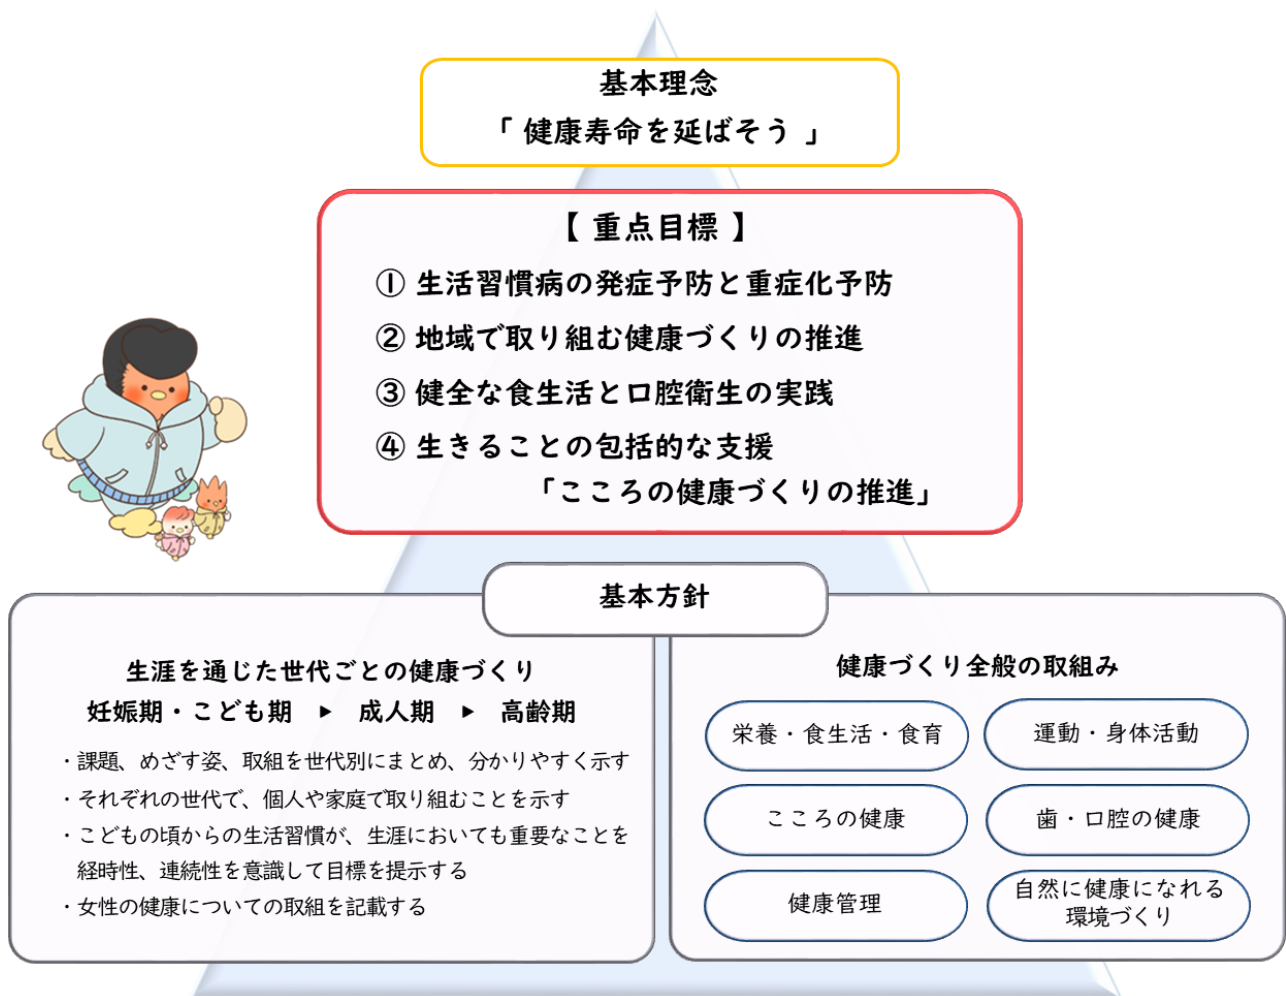 基本理念
「 健康寿命を延ばそう 」
【 重点目標 】
① 生活習慣病の発症予防と重症化予防
② 地域で取り組む健康づくりの推進
③ 健全な食生活と口腔衛生の実践
④ 生きることの包括的な支援
「こころの健康づくりの推進」
基本方針
生涯を通じた世代ごとの健康づくり
妊娠期・こども期 ▶ 成人期 ▶ 高齢期
・課題、めざす姿、取組を世代別にまとめ、分かりやすく示す
・それぞれの世代で、個人や家庭で取り組むことを示す
・こどもの頃からの生活習慣が、生涯においても重要なことを
経時性、連続性を意識して目標を提示する
・女性の健康についての取組を記載する
健康づくり全般の取組み
栄養・食生活・食育
運動・身体活動
こころの健康
歯・口腔の健康
健康管理
自然に健康になれる
環境づくり